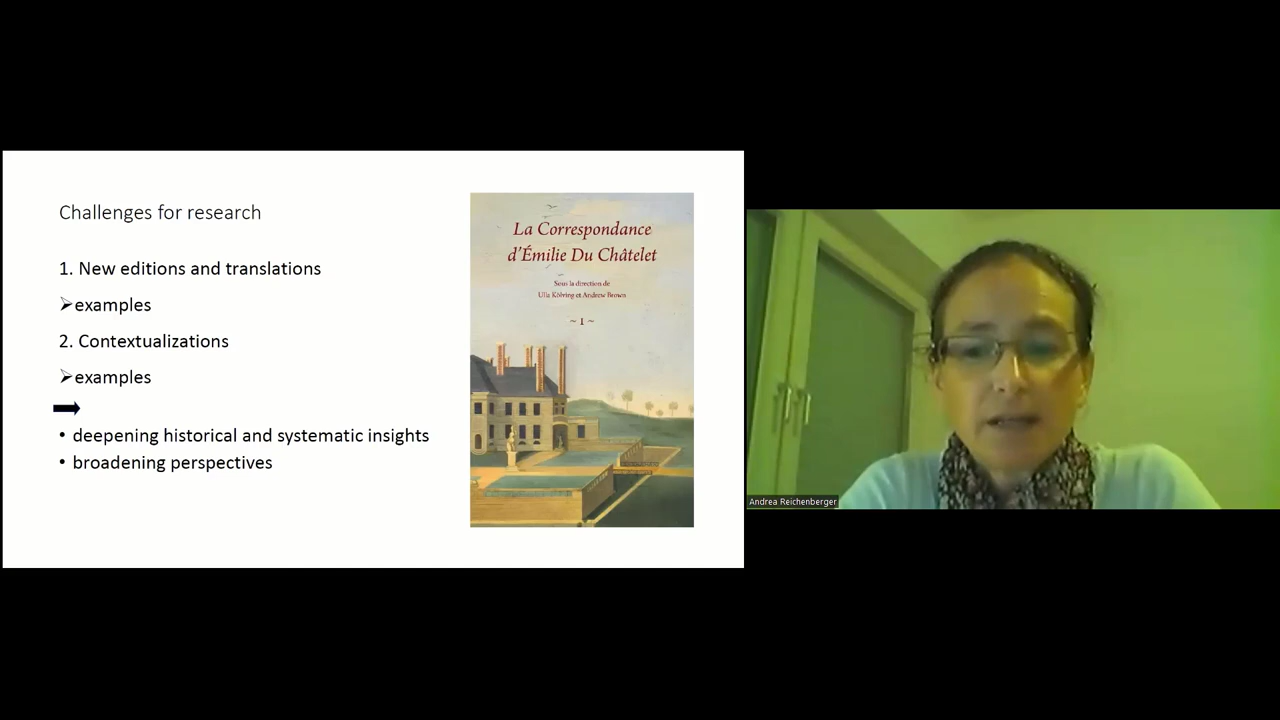 Challenges for research
1. New editions and translations
➢examples
2. Contextualizations
➢examples
• deepening historical and systematic insights
• broadening perspectives
La Correspondance
d'Émilie Du Châtelet
Sous la direction de
Ulla Kölving et Andrew Brown
~ I ~
Andrea Reichenberger